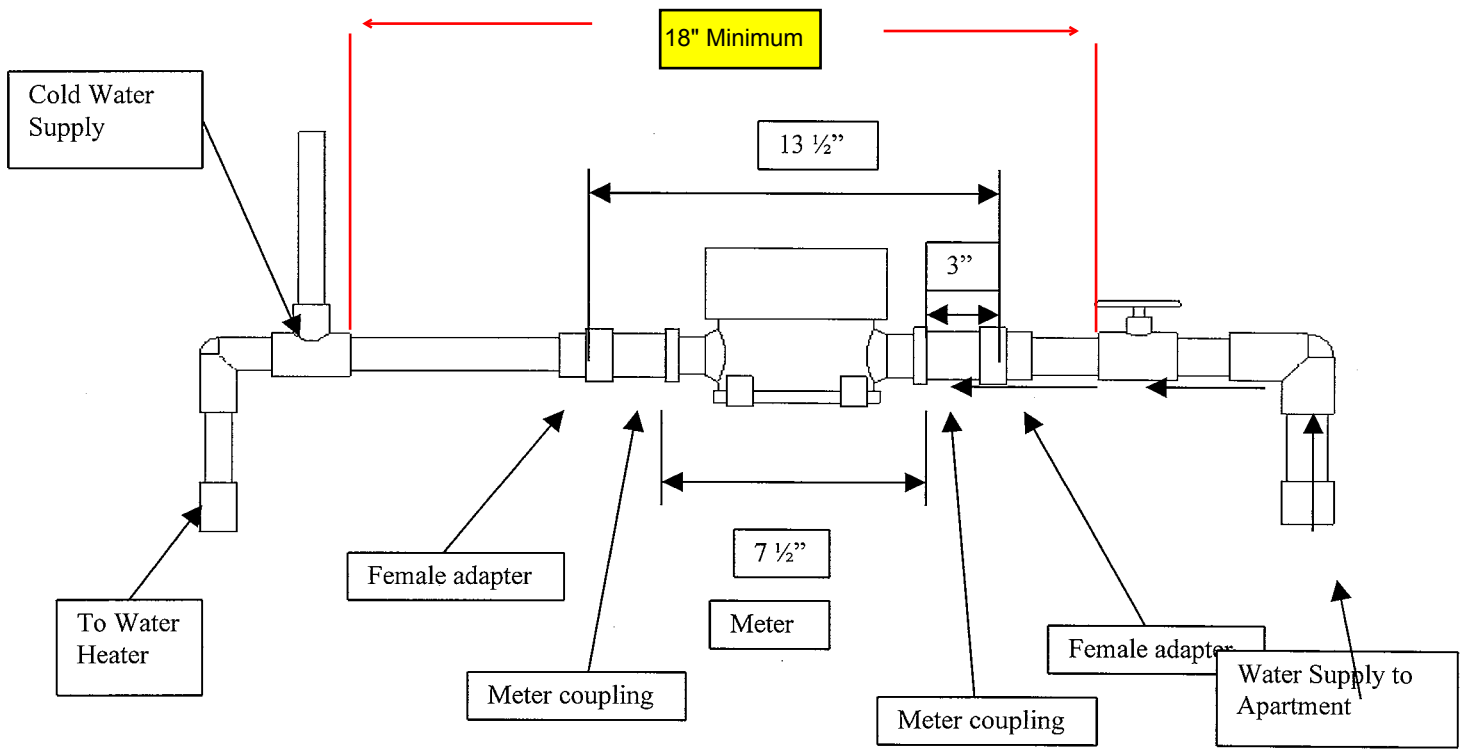 18" Minimum
Cold Water
Supply
13 ½”
3”
7 ½”
Female adapter
To Water
Heater
Meter
Female adapter
Meter coupling
Water Supply to
Apartment
Meter coupling